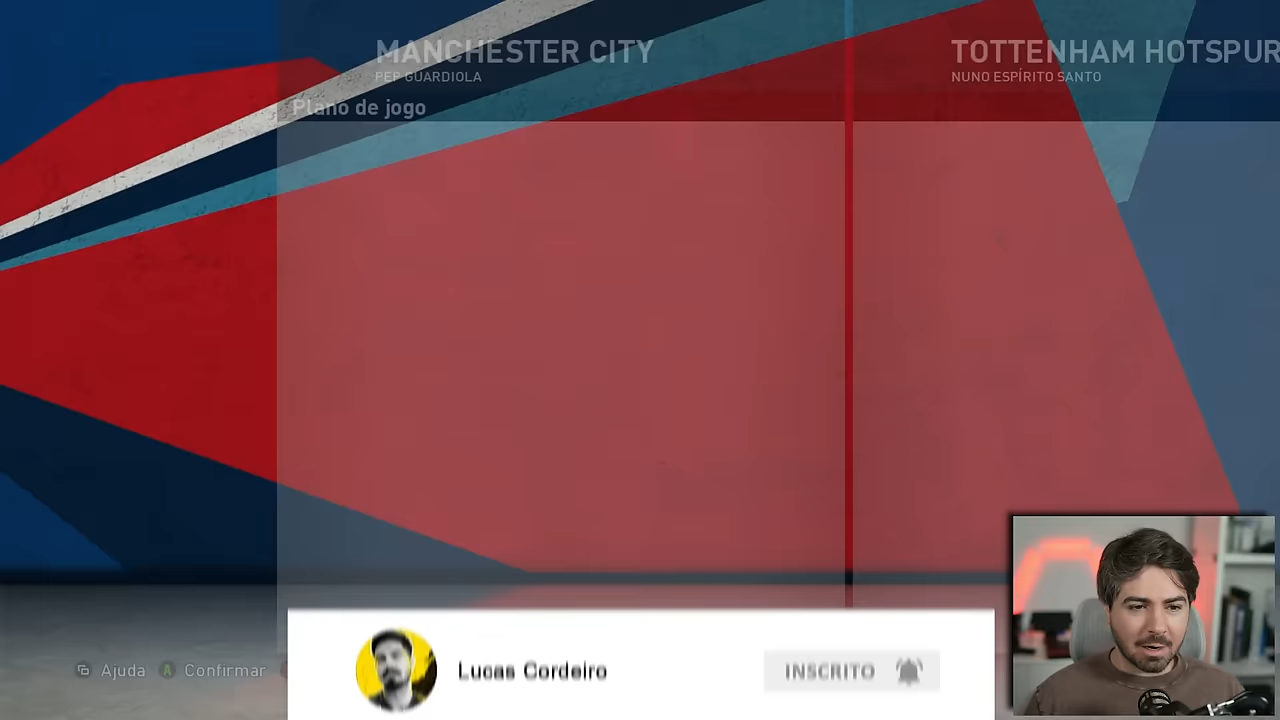 MANCHESTER CITY
PEP GUARDIOLA
TOTTENHAM HOTSPUR
NUNO ESPÍRITO SANTO
Plano de jogo
Ajuda
A Confirmar
Lucas Cordeiro
INSCRITO